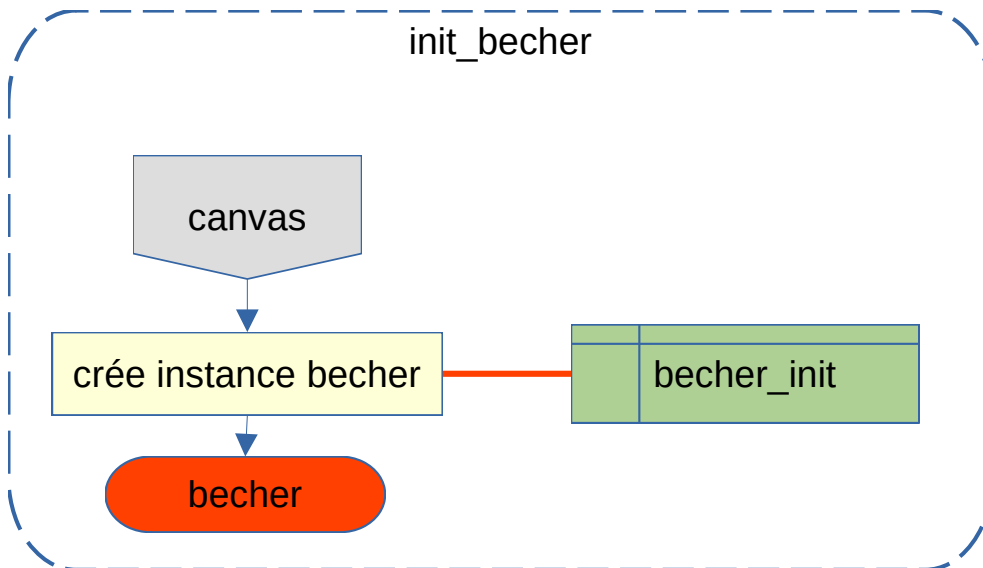 init_becher
canvas
crée instance becher
becher_init
becher